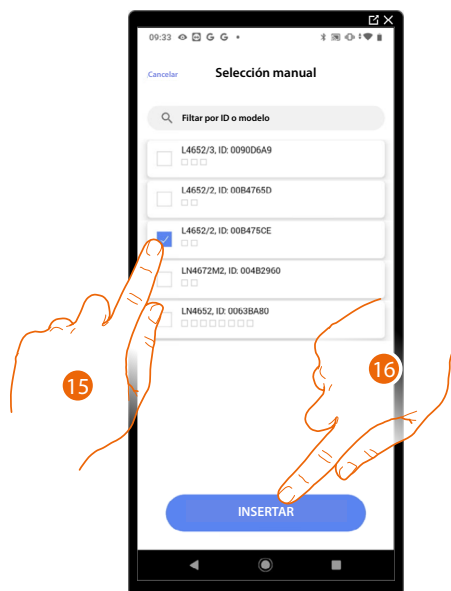 09:33 G G
Cancelar Selección manual
Filtar por ID o modelo
L4652/3, ID: 0090D6A9
L4652/2, ID: 00B4765D
L4652/2, ID: 00B475CE
LN4672M2, ID: 004B2960
LN4652, ID: 0063BA80
15
16
INSERTAR